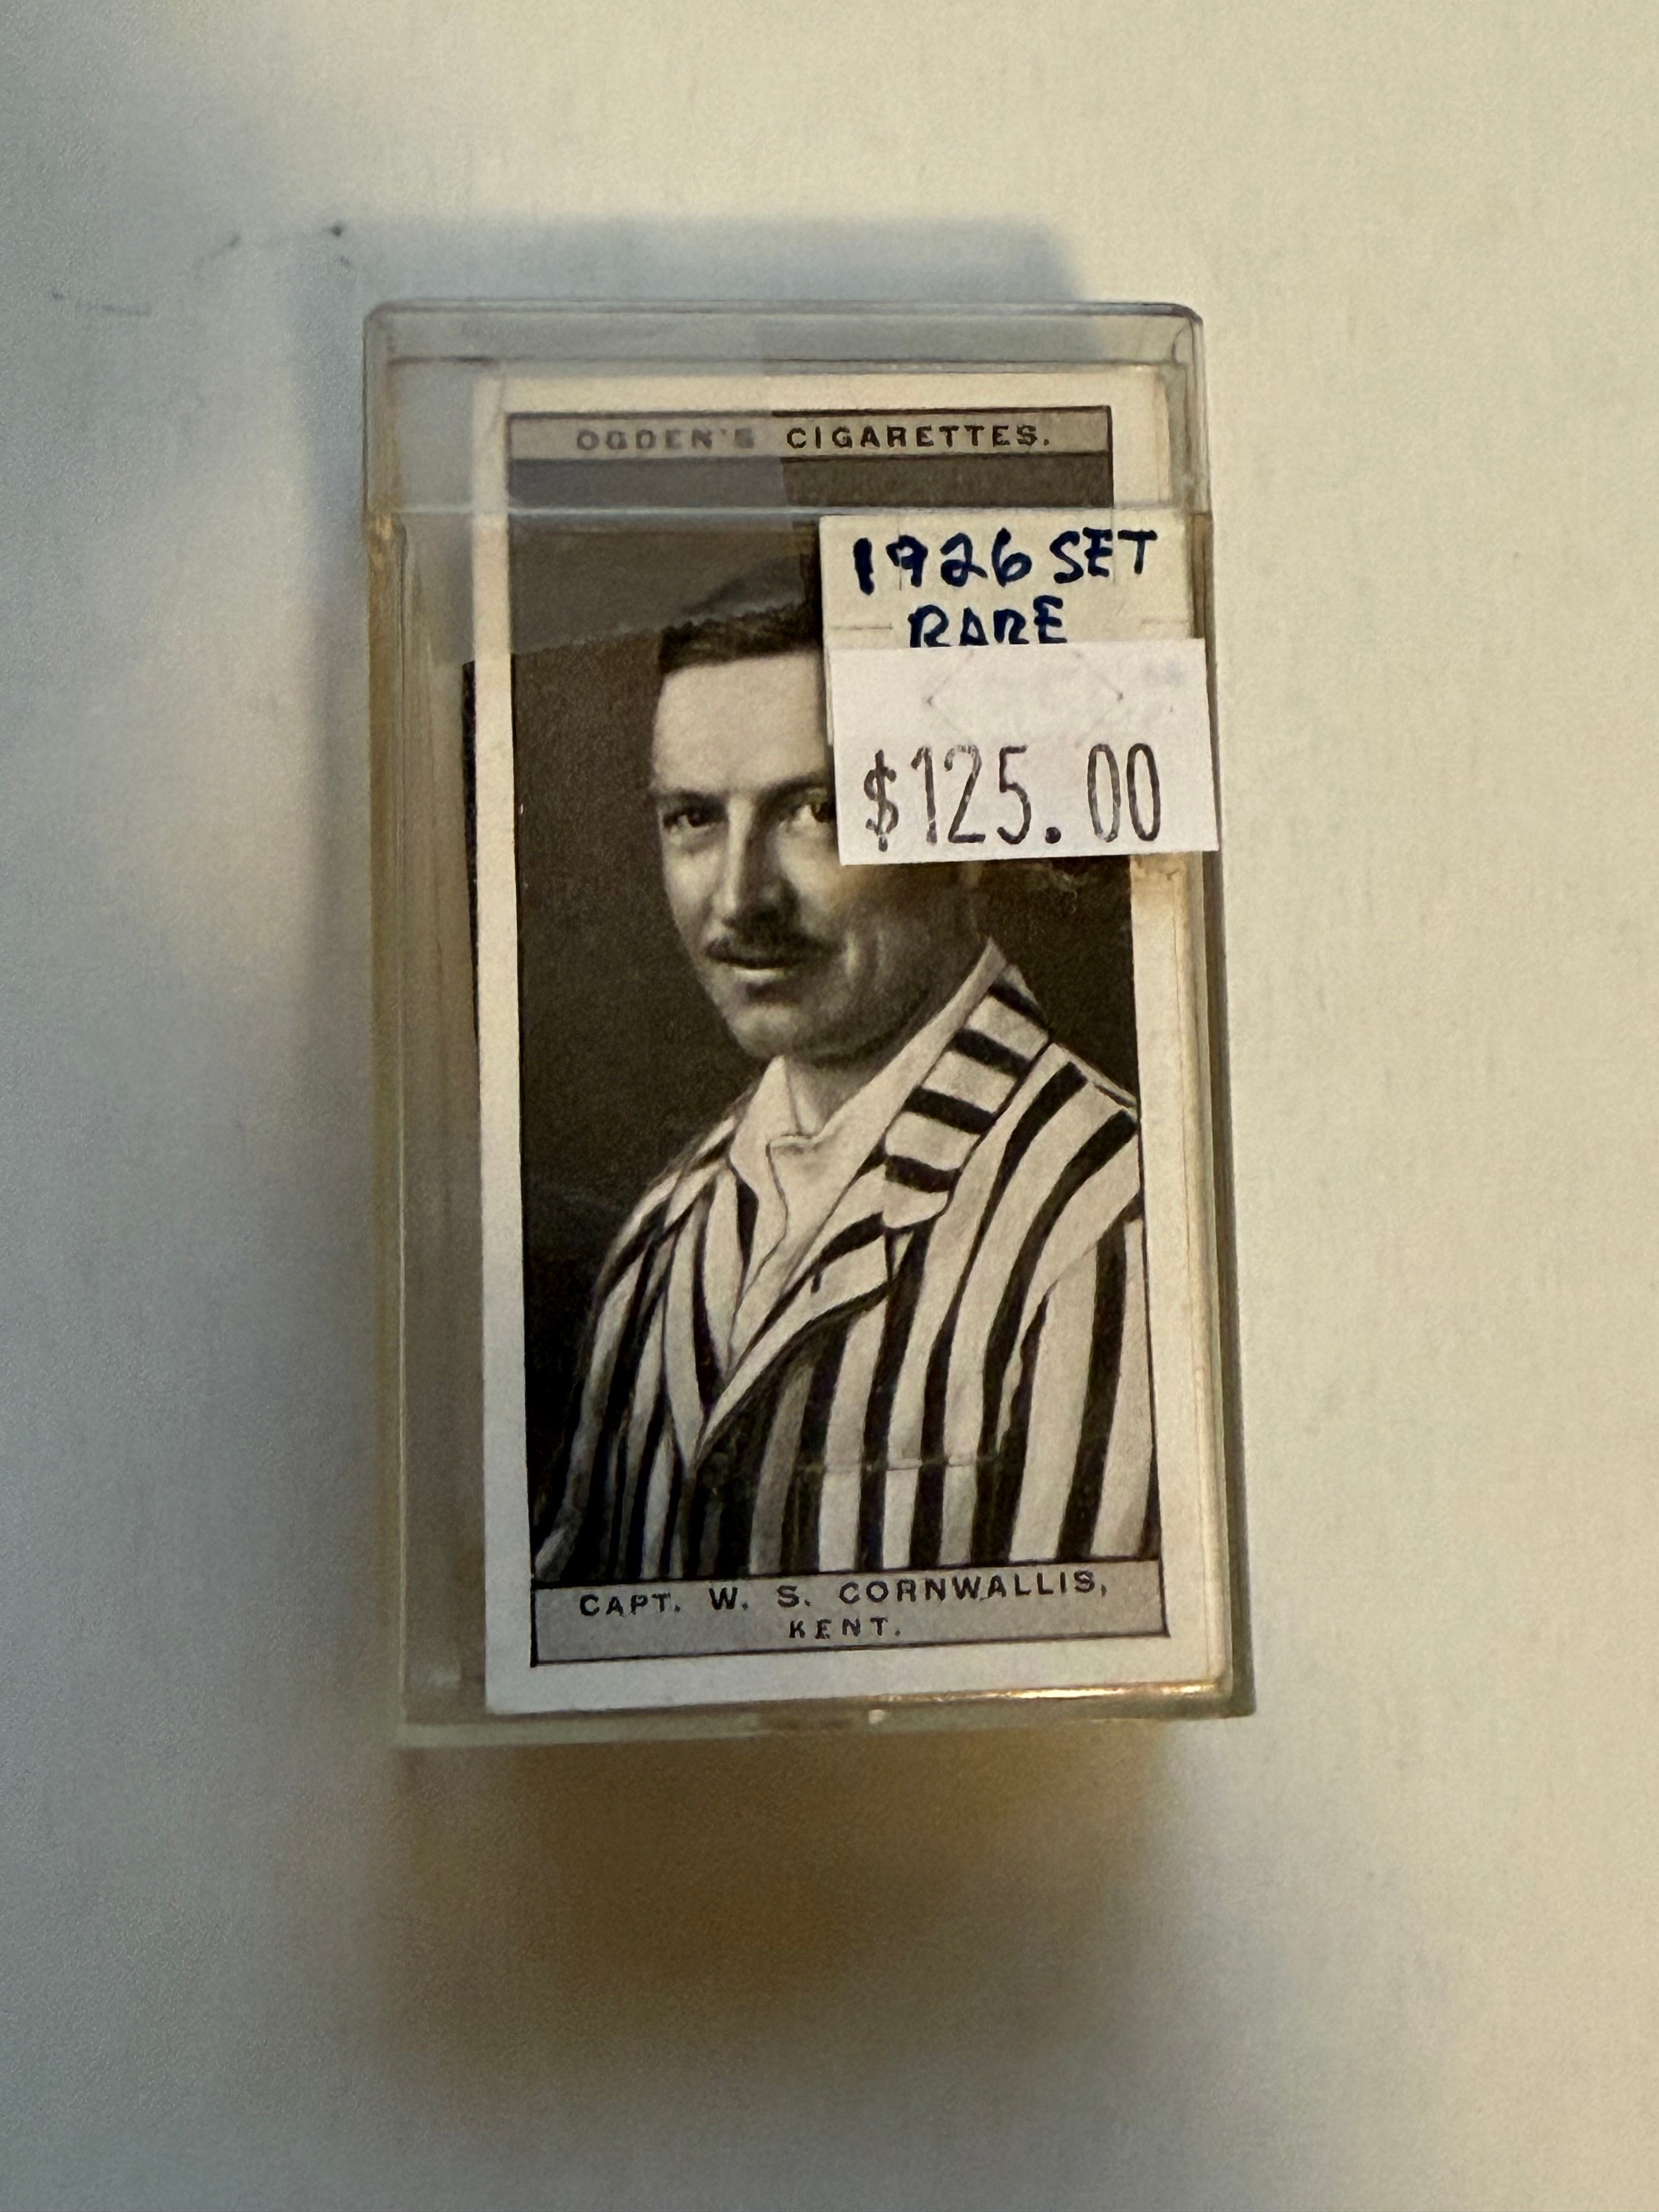 OGDEN'S CIGARETTES.
1926 SET
RARE
$125.00
CAPT. W. S. CORNWALLIS,
KENT.